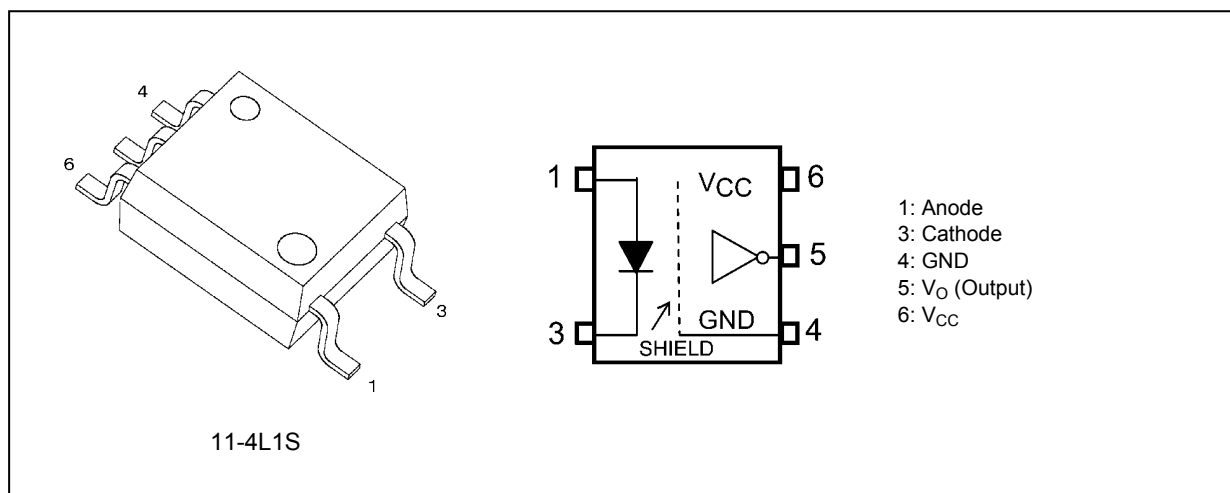 4
6
3
1
11-4L1S
1
3
VCC
GND
SHIELD
6
5
4
1: Anode
3: Cathode
4: GND
5: VO (Output)
6: VCC